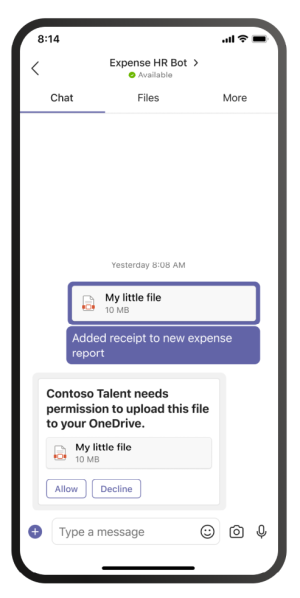 8:14
Expense HR Bot >
Available
Chat Files More
Yesterday 8:08 AM
My little file
10 MB
Added receipt to new expense
report
Contoso Talent needs
permission to upload this file
to your OneDrive.
My little file
10 MB
Allow Decline
Type a message